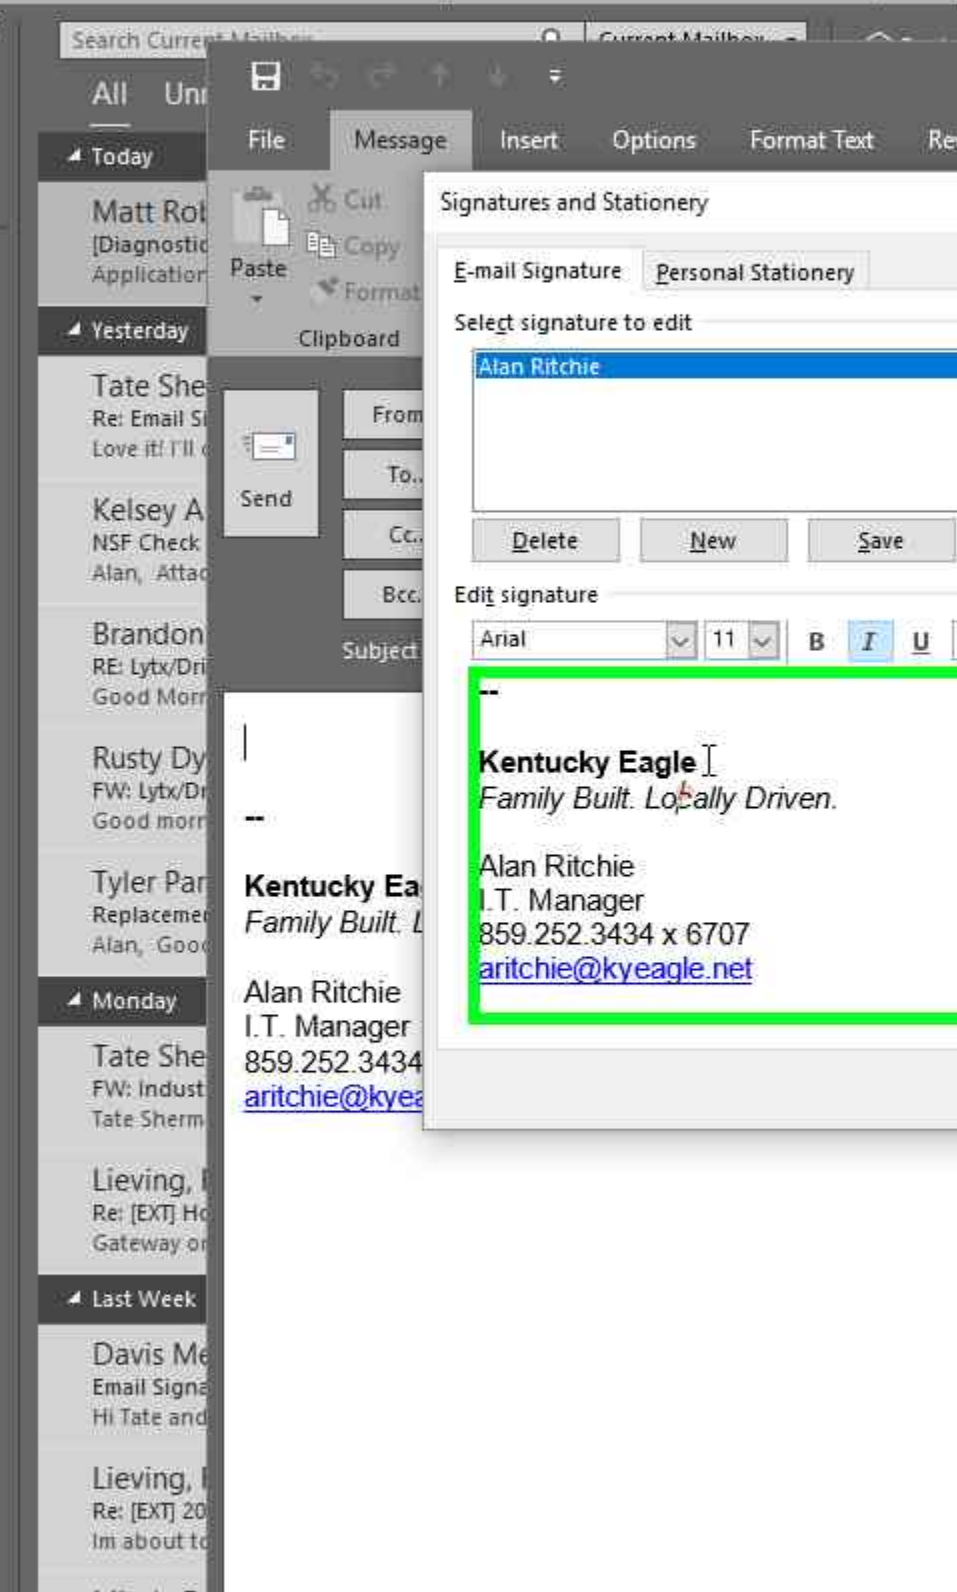 Search Current Mailbox
Current Mailbox
All
File
Message
Insert
Options
Format Text
Today
Matt
[Diagnostic
Application
Paste
Cut
Copy
Format
Clipboard
Signatures and Stationery
E-mail Signature
Personal Stationery
Select signature to edit
Alan Ritchie
Delete
New
Save
Edit signature
Arial
11
B
I
U
--
Kentucky Eagle
Family Built. Locally Driven.
Alan Ritchie
I.T. Manager
859.252.3434 x 6707
aritchie@kyeagle.net
Yesterday
Tate She
Re: Email Si
Love it! I'll
Kelsey A
NSF Check
Alan, Attac
Brandon
RE: Lytx/Dri
Good Morr
Rusty Dy
FW: Lytx/Dr
Good morr
Tyler Par
Replacemer
Alan, Good
Monday
Tate She
FW: Indust
Tate Sherm
Lieving,
Re: [EXT] Ho
Gateway or
Last Week
Davis Me
Email Signa
Hi Tate and
Lieving,
Re: [EXT] 20
Im about to
Send
From
To..
Cc..
Bcc.
Subject
--
Kentucky Ea
Family Built. L
Alan Ritchie
I.T. Manager
859.252.3434
aritchie@kyea